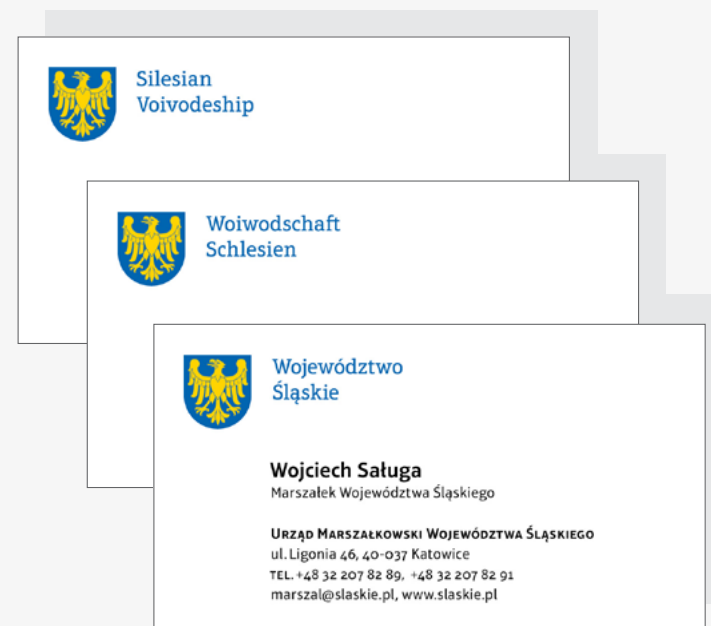 Silesian
Voivodeship
Woiwodschaft
Schlesien
Województwo
Śląskie
Wojciech Saługa
Marszałek Województwa Śląskiego
Urząd Marszałkowski Województwa Śląskiego
ul. Ligonia 46, 40-037 Katowice
TEL. +48 32 207 82 89, +48 32 207 82 91
marszal@slaskie.pl, www.slaskie.pl